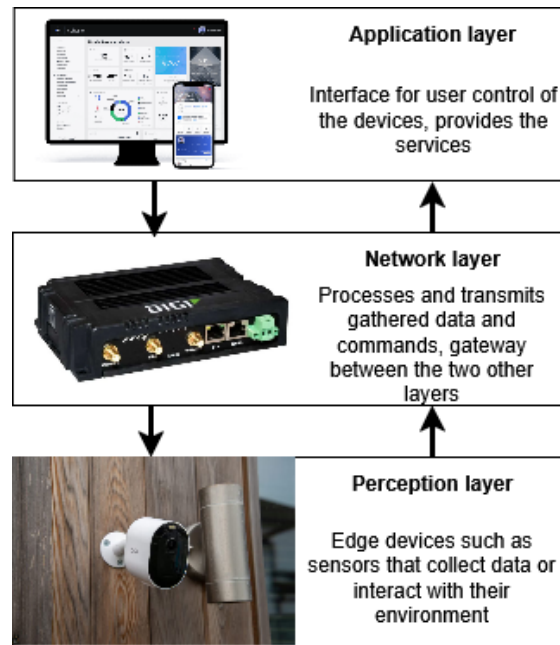 Application layer
Interface for user control of
the devices, provides the
services
Network layer
DIGI
Processes and transmits
gathered data and
commands, gateway
between the two other
layers
Perception layer
Edge devices such as
sensors that collect data or
interact with their
environment